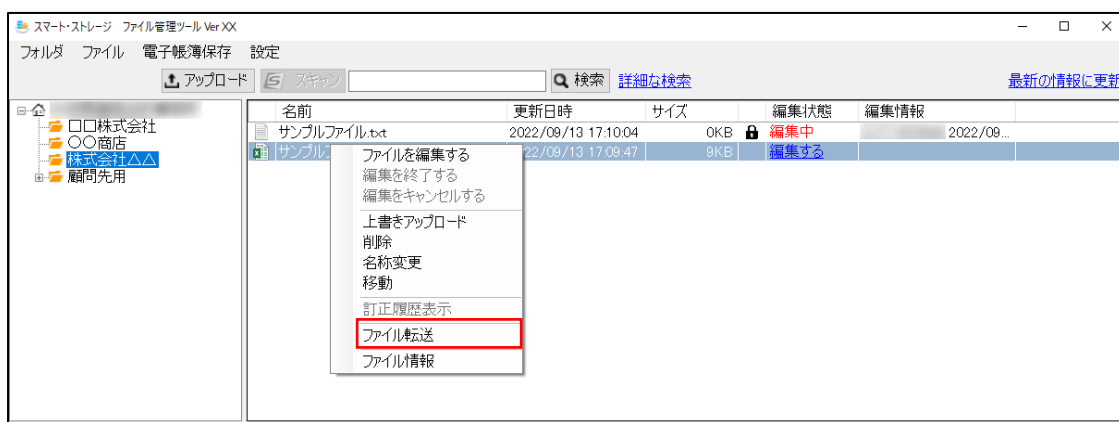 スマート・ストレージ ファイル管理ツール Ver XX
フォルダ ファイル 電子帳簿保存 設定
アップロード スキャン 検索 詳細な検索 最新の情報に更新
名前 更新日時 サイズ 編集状態 編集情報
□□株式会社
〇〇商店
株式会社△△
顧問先用
サンプルファイル.txt 2022/09/13 17:10:04 0KB 編集中 2022/09...
サンプル 22/09/13 17:09:47 9KB 編集する
ファイルを編集する
編集を終了する
編集をキャンセルする
上書きアップロード
削除
名称変更
移動
訂正履歴表示
ファイル転送
ファイル情報